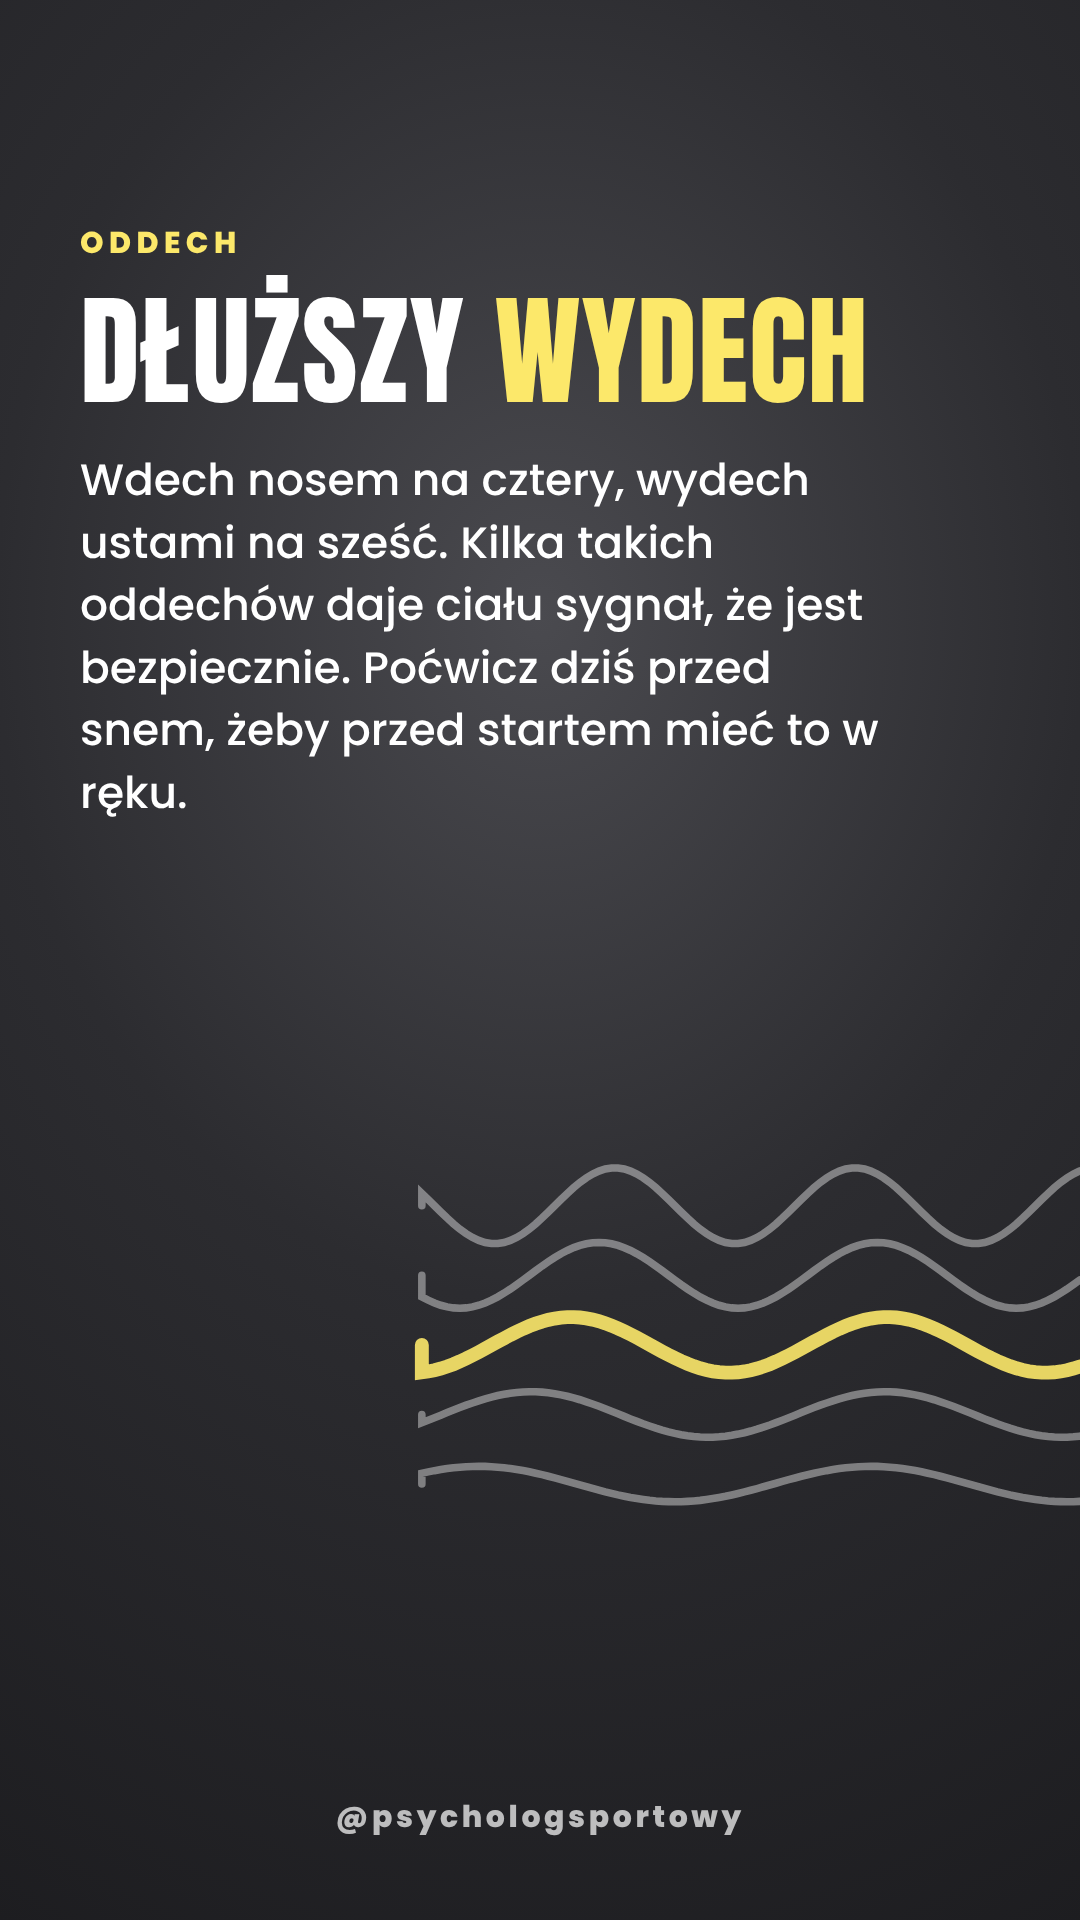 ODDECH
DŁUŻSZY WYDECH
Wdech nosem na cztery, wydech
ustami na sześć. Kilka takich
oddechów daje ciału sygnał, że jest
bezpiecznie. Poćwicz dziś przed
snem, żeby przed startem mieć to w
ręku.
@psychologsportowy